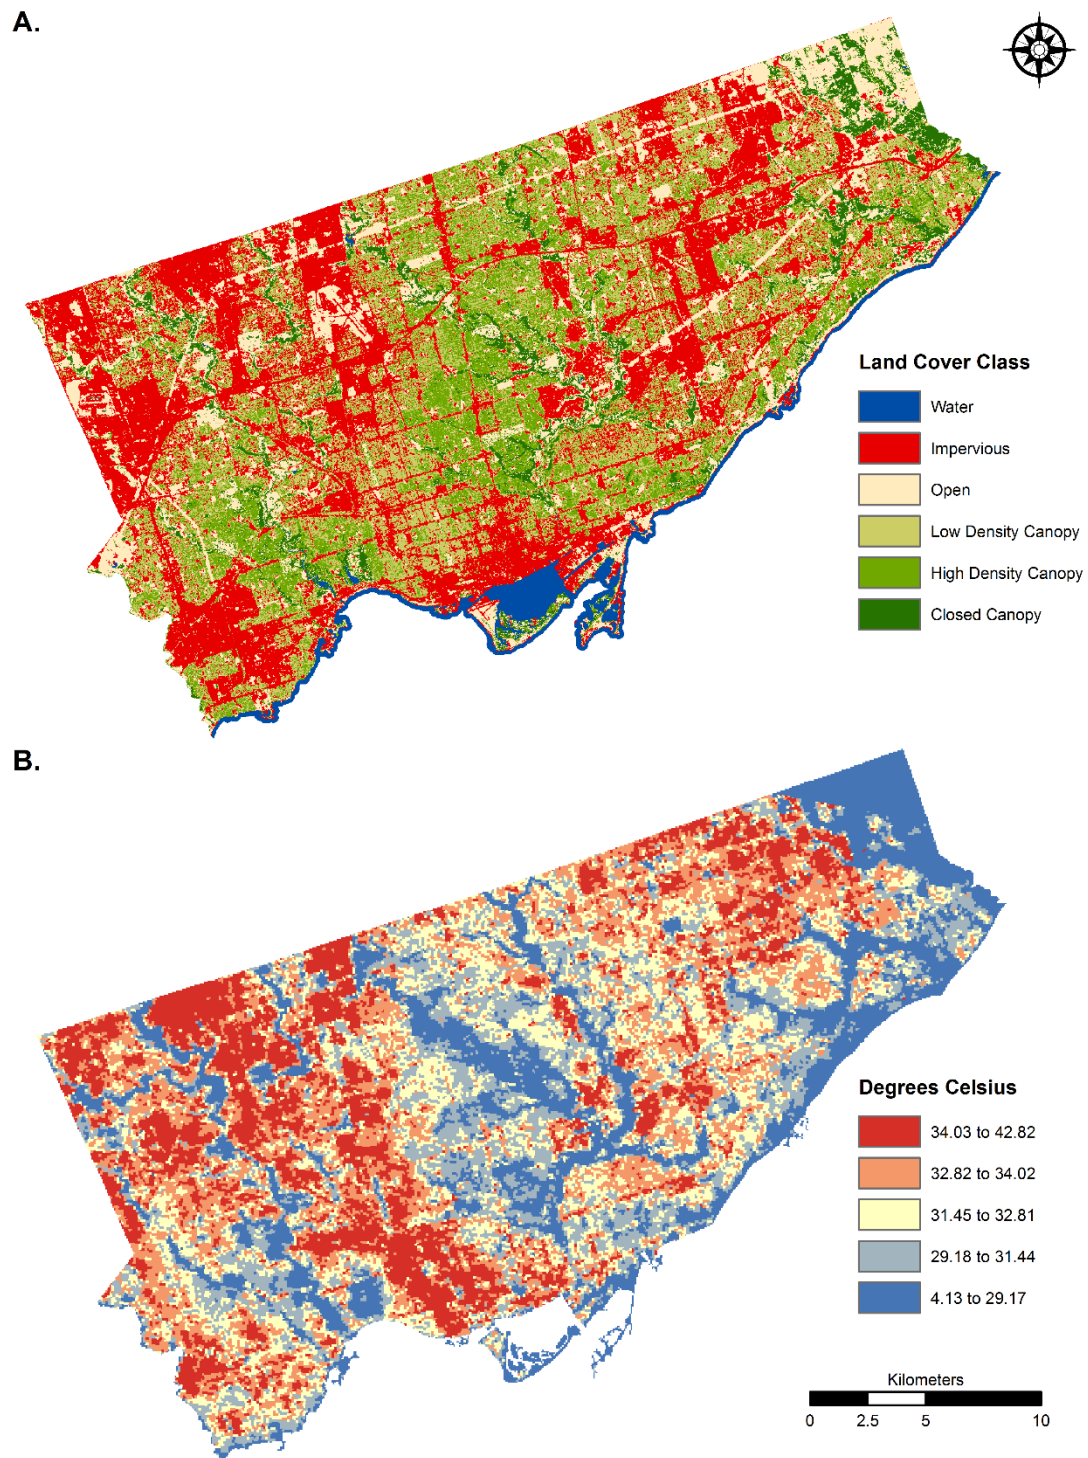 A.
Land Cover Class
Water
Impervious
Open
Low Density Canopy
High Density Canopy
Closed Canopy
B.
Degrees Celsius
34.03 to 42.82
32.82 to 34.02
31.45 to 32.81
29.18 to 31.44
4.13 to 29.17
Kilometers
0 2.5 5 10